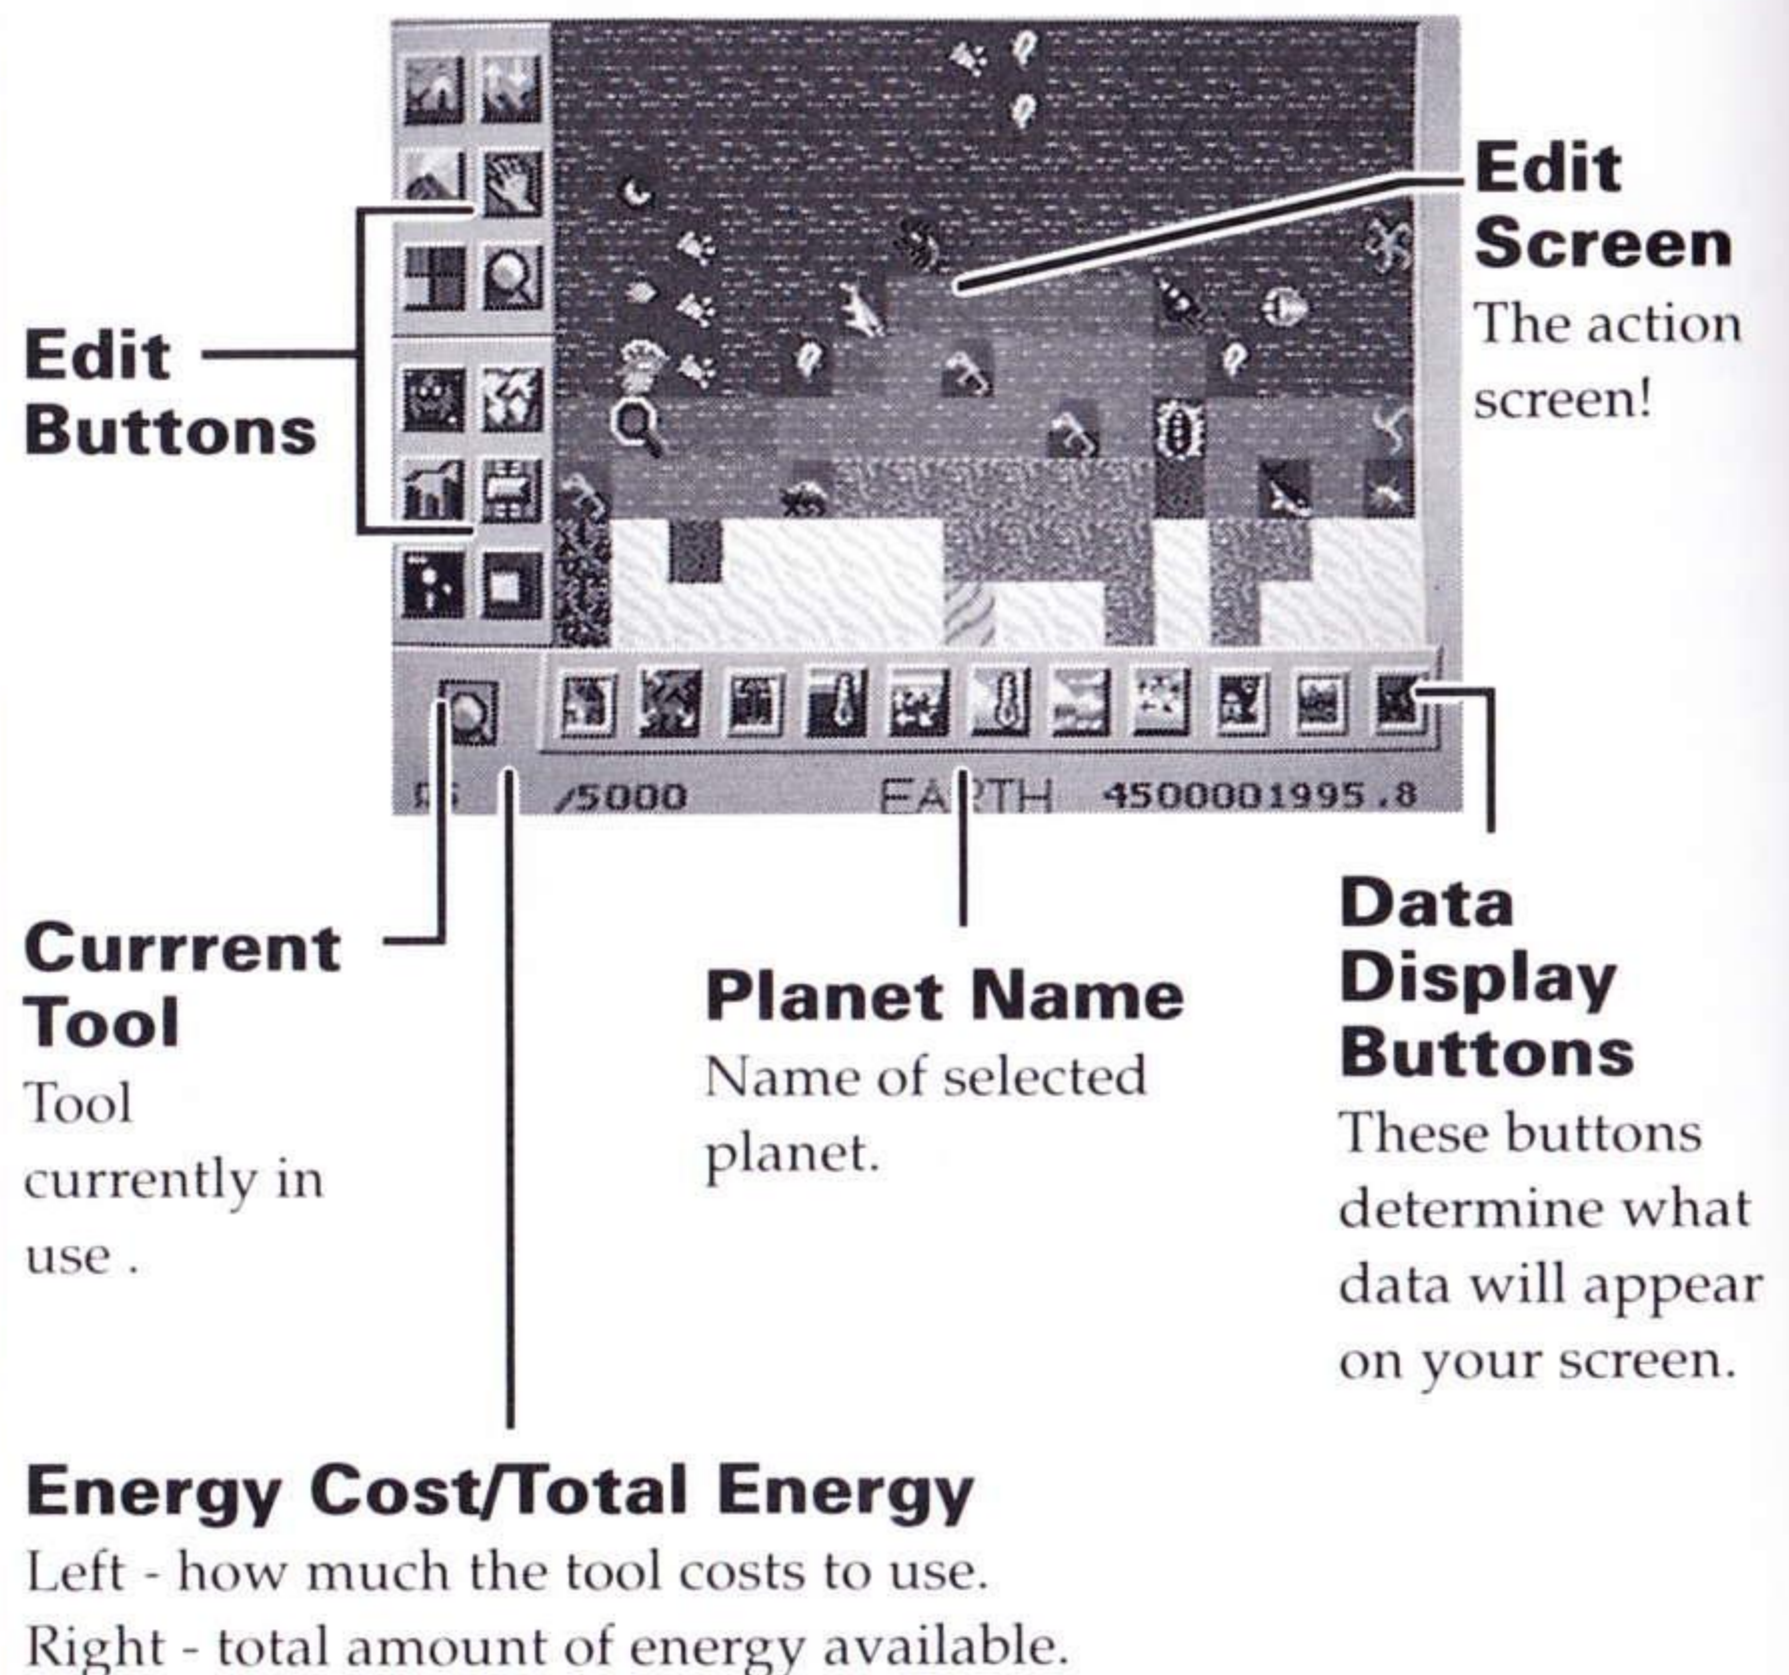 Edit
Screen
The action
screen!
Edit
Buttons
/5000
EARTH
4500001995.8
Currrent
Tool
Tool
currently in
use .
Planet Name
Name of selected
planet.
Data
Display
Buttons
These buttons
determine what
data will appear
on your screen.
Energy Cost/Total Energy
Left - how much the tool costs to use.
Right - total amount of energy available.